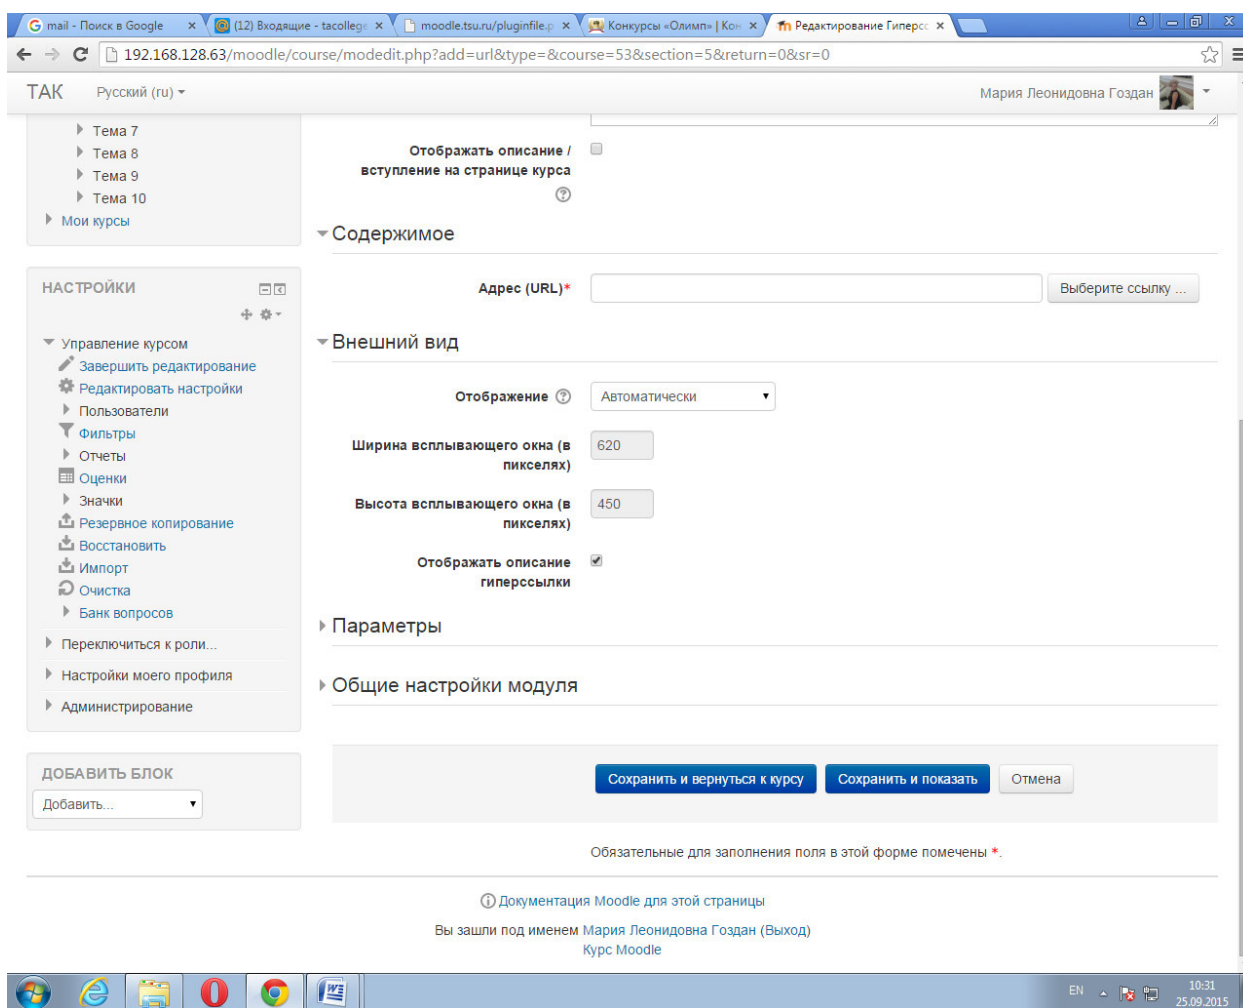 mail - Поиск в Google
(12) Входящие - tacollege
moodle.tsu.ru/pluginfile.p
Конкурсы «Олимп» | Кон
Редактирование Гиперсс
192.168.128.63/moodle/course/modedit.php?add=url&type=&course=53&section=5&return=0&sr=0
ТАК Русский (ru)
Мария Леонидовна Гоздан
Тема 7
Тема 8
Тема 9
Тема 10
Мои курсы
НАСТРОЙКИ
Управление курсом
Завершить редактирование
Редактировать настройки
Пользователи
Фильтры
Отчеты
Оценки
Значки
Резервное копирование
Восстановить
Импорт
Очистка
Банк вопросов
Переключиться к роли...
Настройки моего профиля
Администрирование
ДОБАВИТЬ БЛОК
Добавить...
Отображать описание /
вступление на странице курса
Содержимое
Адрес (URL)*
Выберите ссылку ...
Внешний вид
Отображение
Автоматически
Ширина всплывающего окна (в
пикселях)
620
Высота всплывающего окна (в
пикселях)
450
Отображать описание
гиперссылки
Параметры
Общие настройки модуля
Сохранить и вернуться к курсу
Сохранить и показать
Отмена
Обязательные для заполнения поля в этой форме помечены *.
Документация Moodle для этой страницы
Вы зашли под именем Мария Леонидовна Гоздан (Выход)
Курс Moodle
EN
10:31
25.09.2015